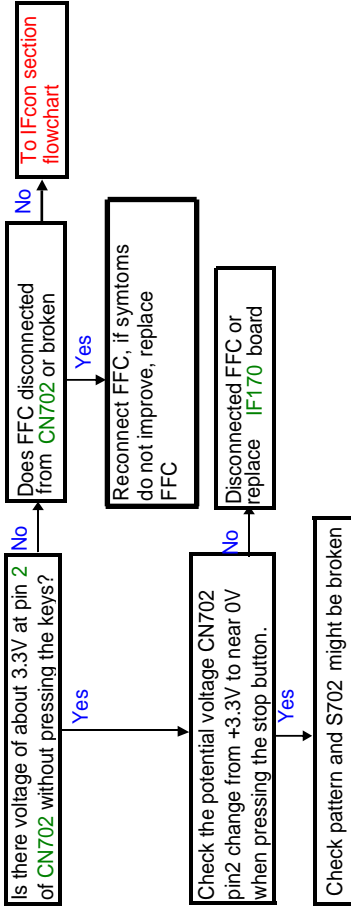 Is there voltage of about 3.3V at pin 2
of CN702 without pressing the keys?
No
Does FFC disconnected
from CN702 or broken
No
To IFcon section
flowchart
Yes
Yes
Reconnect FFC, if symtoms
do not improve, replace
FFC
Check the potential voltage CN702
pin2 change from +3.3V to near 0V
when pressing the stop button.
No
Disconnected FFC or
replace IF170 board
Yes
Check pattern and S702 might be broken